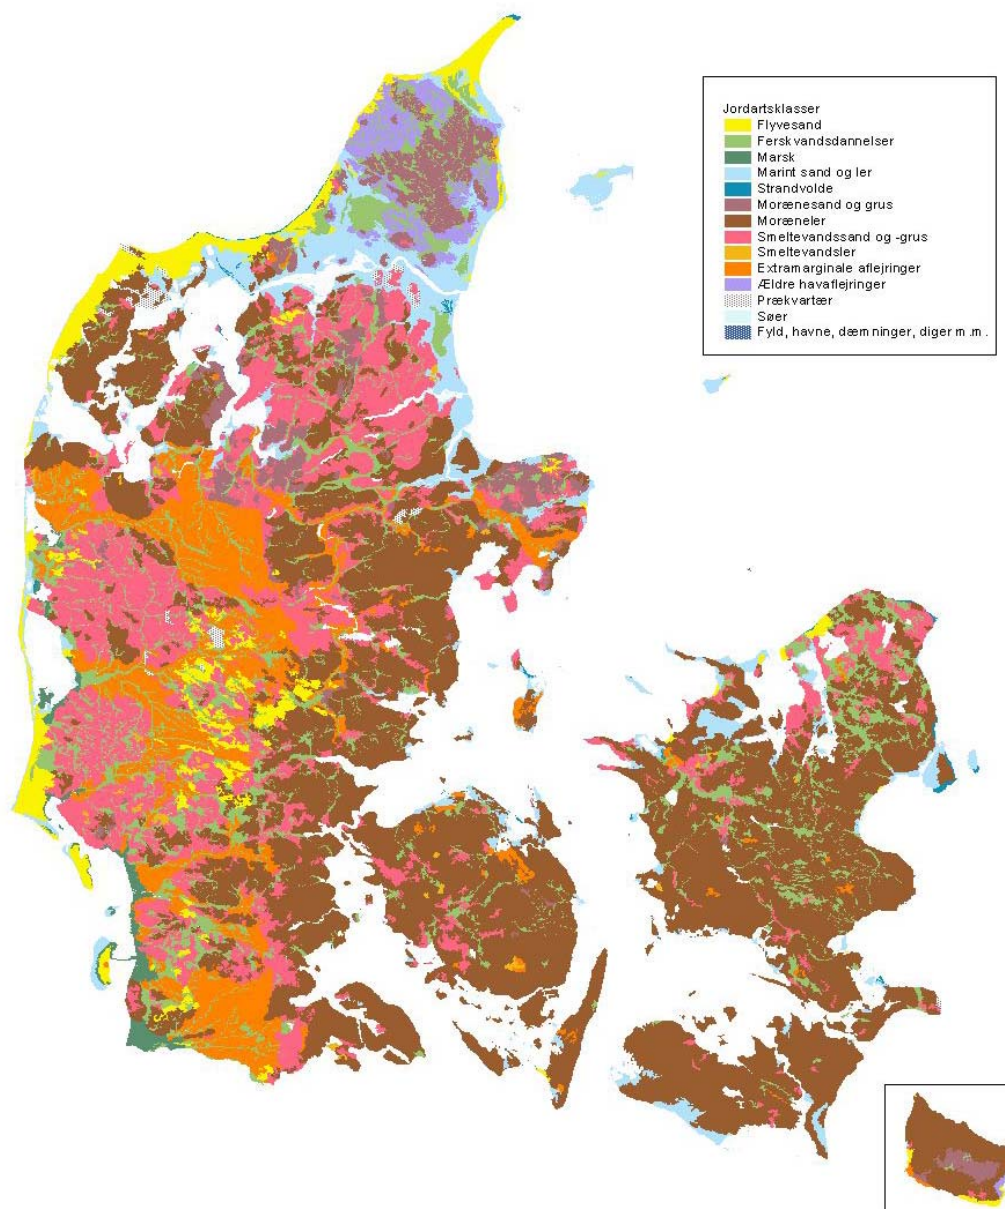 Jordartsklasser
Flyvesand
Ferskvandsdannelser
Marsk
Marint sand og ler
Strandvolde
Morænesand og grus
Moræneler
Smeltevandssand og -grus
Smeltevandsler
Extramarginale aflejringer
Ældre havaflejringer
Prækvartær
Søer
Fyld, havne, dæmninger, diger m.m.